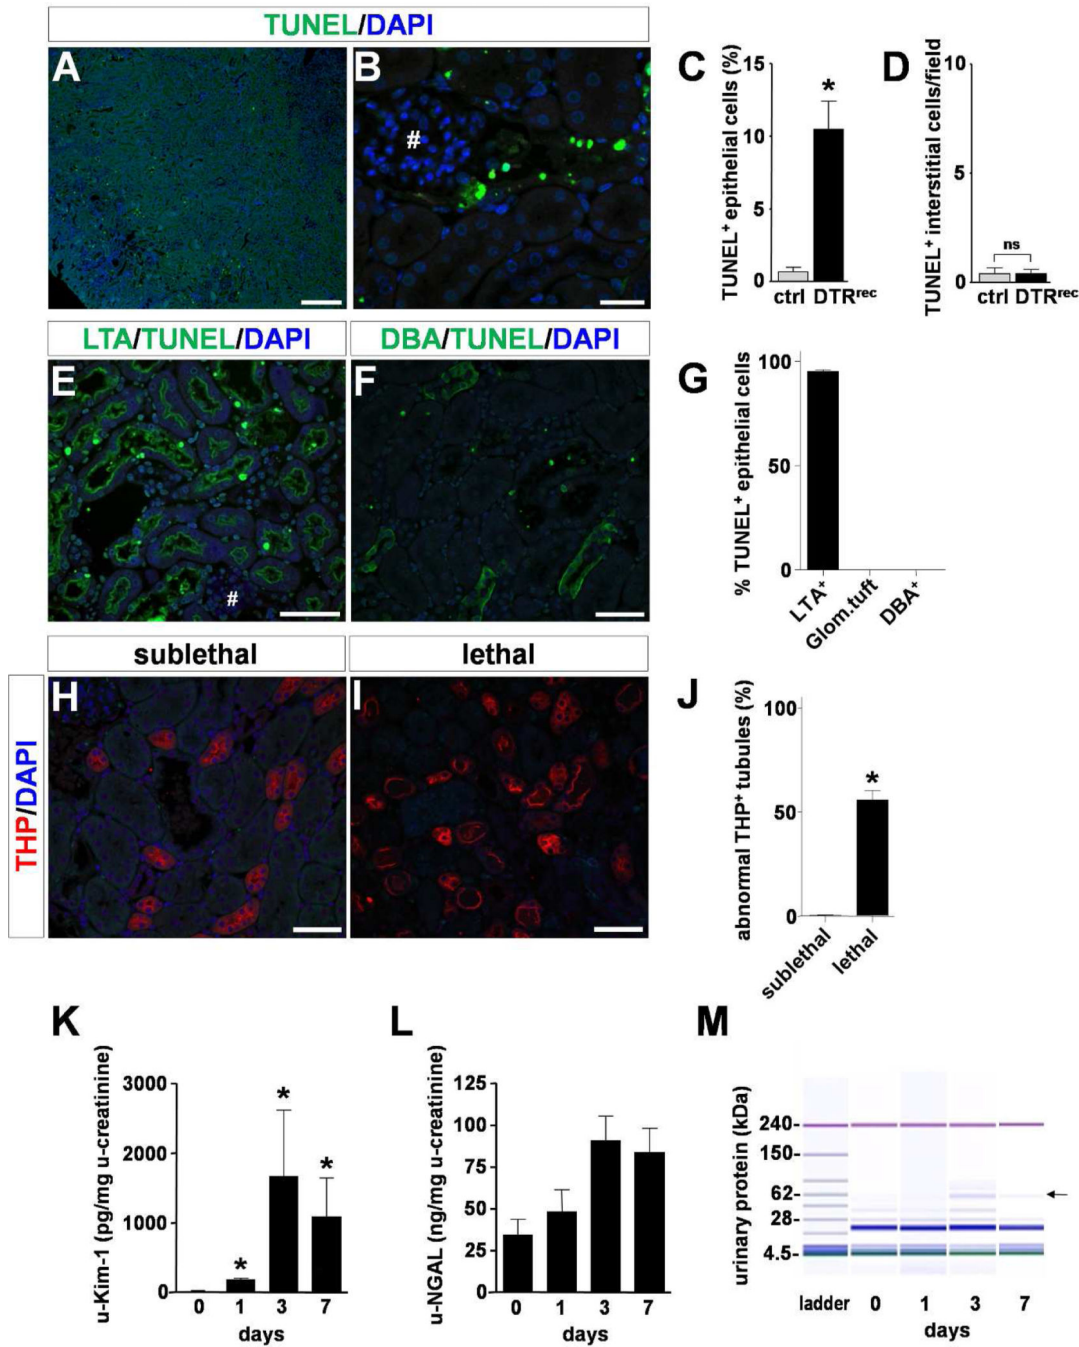 TUNEL/DAPI
A
B
#
C
TUNEL⁺ epithelial cells (%)
15
10
5
0
*
ctrl DTRʳᵉᶜ
D
TUNEL⁺ interstitial cells/field
10
5
0
ns
ctrl DTRʳᵉᶜ
LTA/TUNEL/DAPI
DBA/TUNEL/DAPI
E
#
F
G
% TUNEL⁺ epithelial cells
100
50
0
LTA⁺
Glom.tuft
DBA⁺
sublethal
lethal
THP/DAPI
H
I
J
abnormal THP⁺ tubules (%)
100
50
0
*
sublethal
lethal
K
u-Kim-1 (pg/mg u-creatinine)
3000
2000
1000
0
*
*
*
0 1 3 7
days
L
u-NGAL (ng/mg u-creatinine)
125
100
75
50
25
0
0 1 3 7
days
M
urinary protein (kDa)
240-
150-
62-
28-
4.5-
ladder 0 1 3 7
days